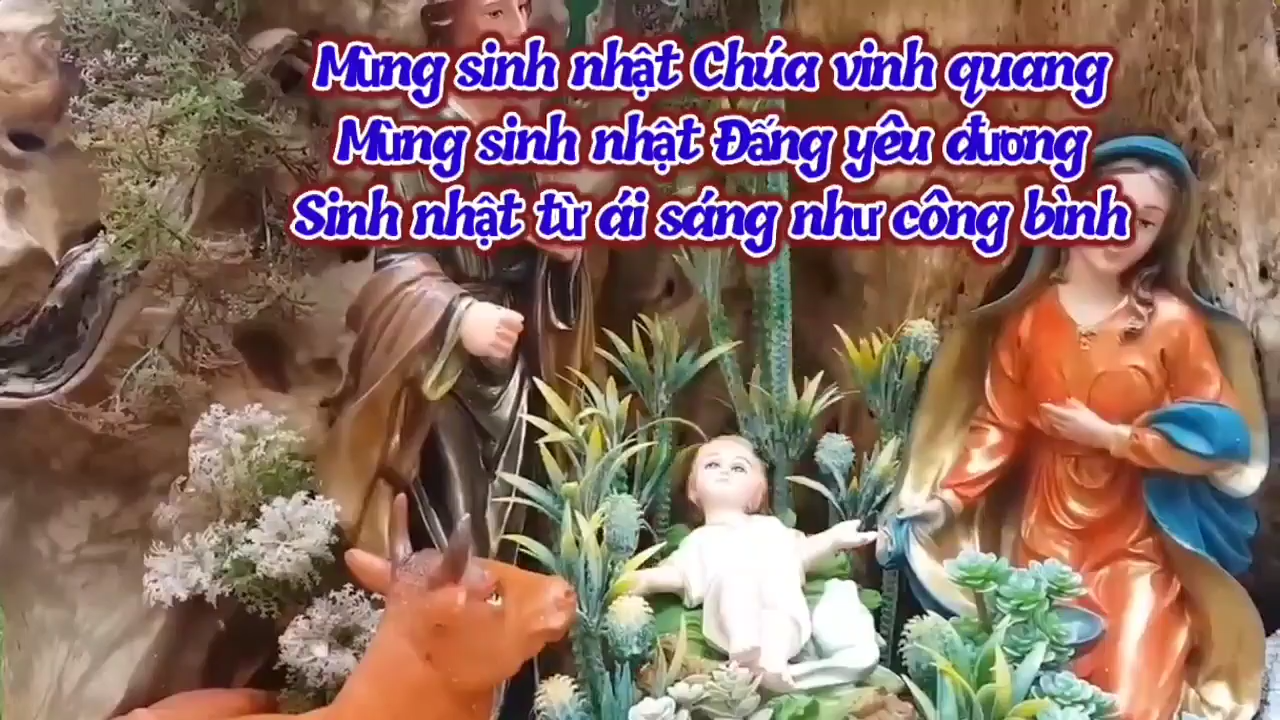 Mừng sinh nhật Chúa vinh quang
Mừng sinh nhật Đấng yêu đương
Sinh nhật từ ái sáng như công bình